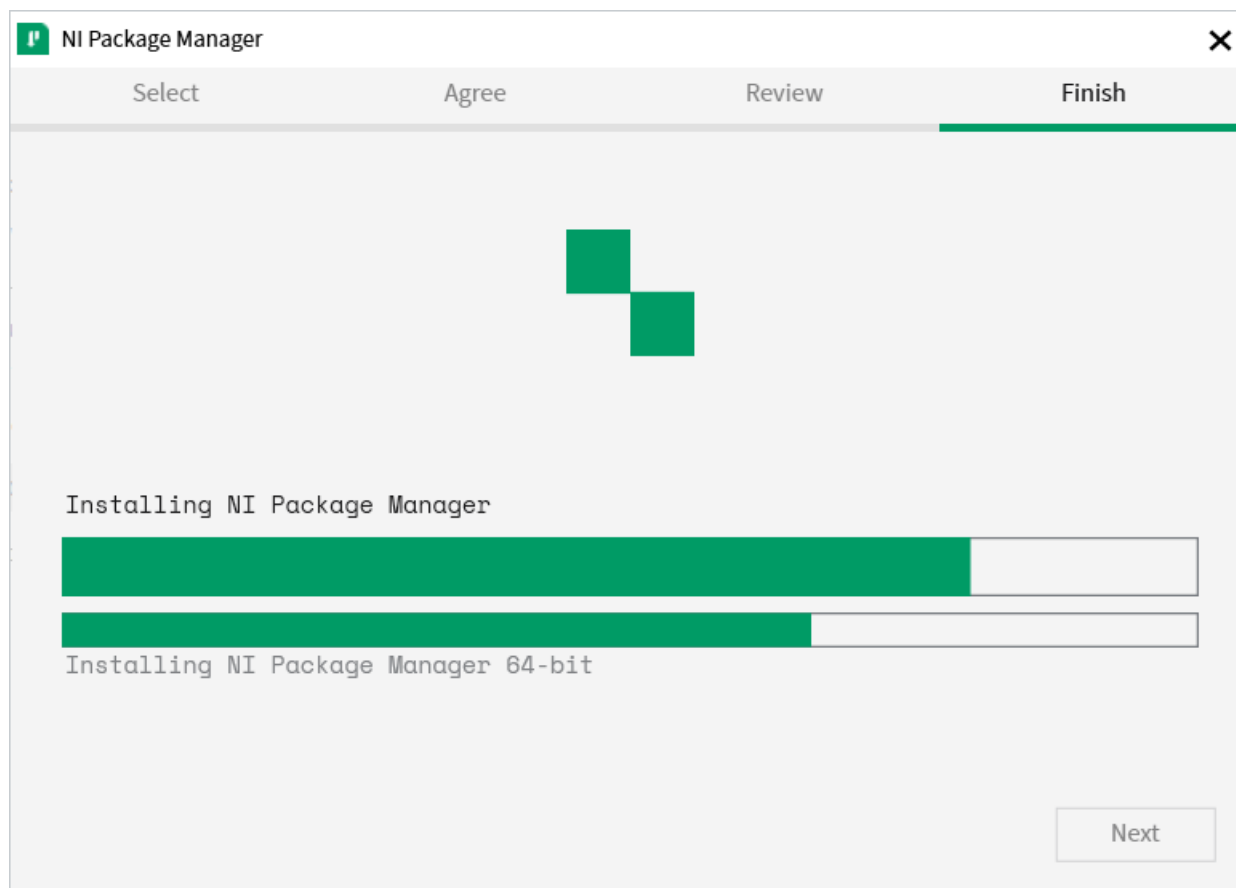 NI Package Manager
Select Agree Review Finish
Installing NI Package Manager
Installing NI Package Manager 64-bit
Next